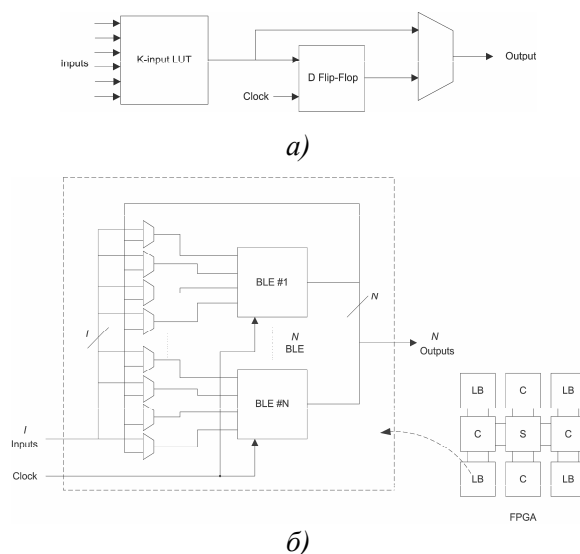 K-input LUT
Inputs
D Flip-Flop
Output
Clock
а)
BLE #1
I
N
N
BLE
N
Outputs
BLE #N
I
Inputs
Clock
LB
C
LB
C
S
C
LB
C
LB
FPGA
б)